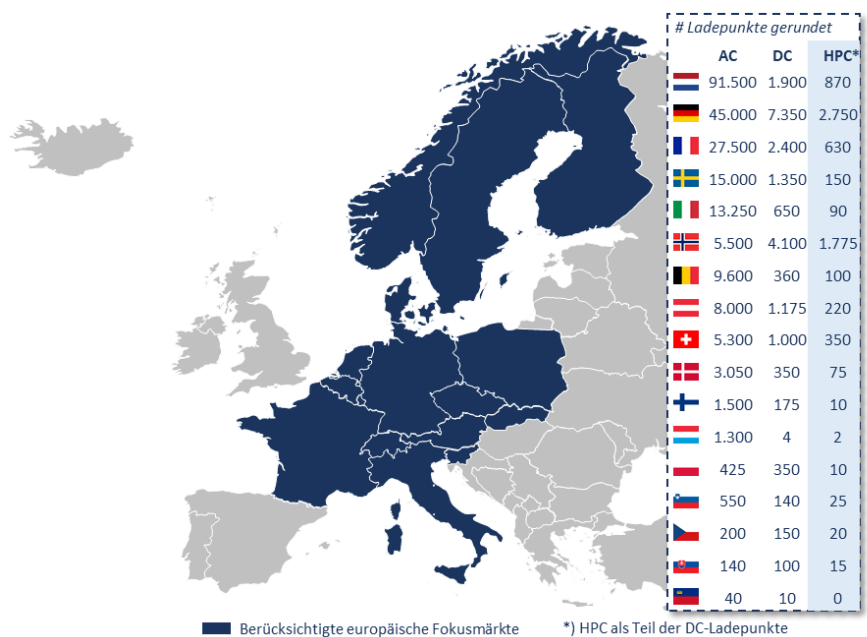 # Ladepunkte gerundet
AC DC HPC*
91.500 1.900 870
45.000 7.350 2.750
27.500 2.400 630
15.000 1.350 150
13.250 650 90
5.500 4.100 1.775
9.600 360 100
8.000 1.175 220
5.300 1.000 350
3.050 350 75
1.500 175 10
1.300 4 2
425 350 10
550 140 25
200 150 20
140 100 15
40 10 0
Berücksichtigte europäische Fokusmärkte *) HPC als Teil der DC-Ladepunkte